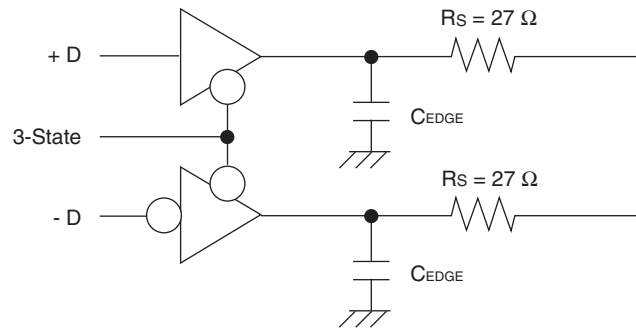 RS = 27 Ω
+ D
CEDGE
3-State
RS = 27 Ω
- D
CEDGE